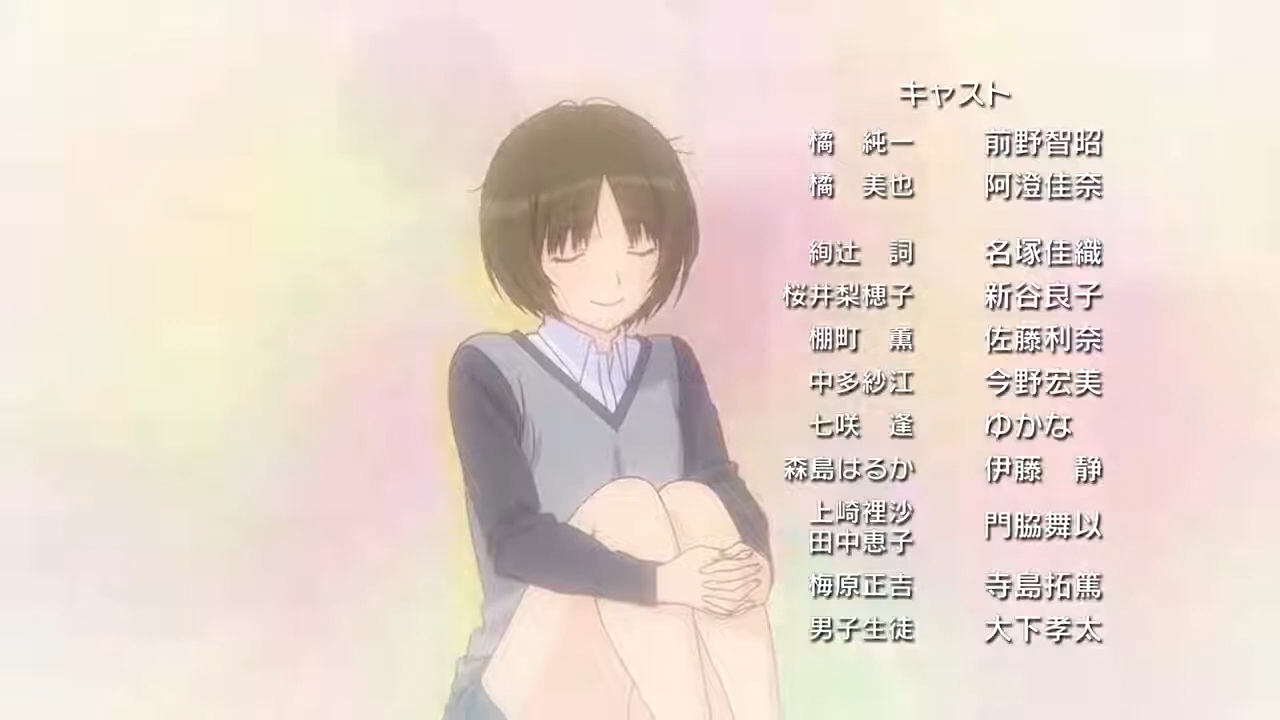 キャスト
橘　純一　前野智昭
橘　美也　阿澄佳奈
絢辻　詞　名塚佳織
桜井梨穂子　新谷良子
棚町　薫　佐藤利奈
中多紗江　今野宏美
七咲　逢　ゆかな
森島はるか　伊藤　静
上崎裡沙
田中恵子　門脇舞以
梅原正吉　寺島拓篤
男子生徒　大下孝太